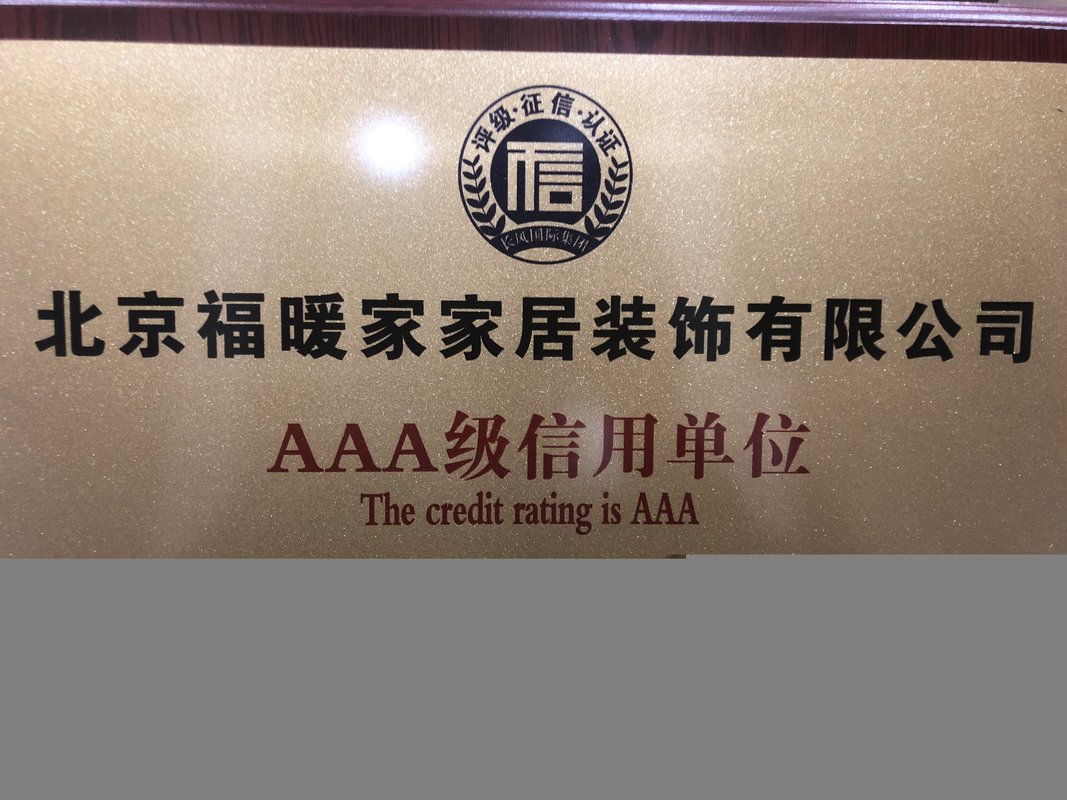 评级·征信·认证
信
长风国际集团
北京福暖家家居装饰有限公司
AAA级信用单位
The credit rating is AAA